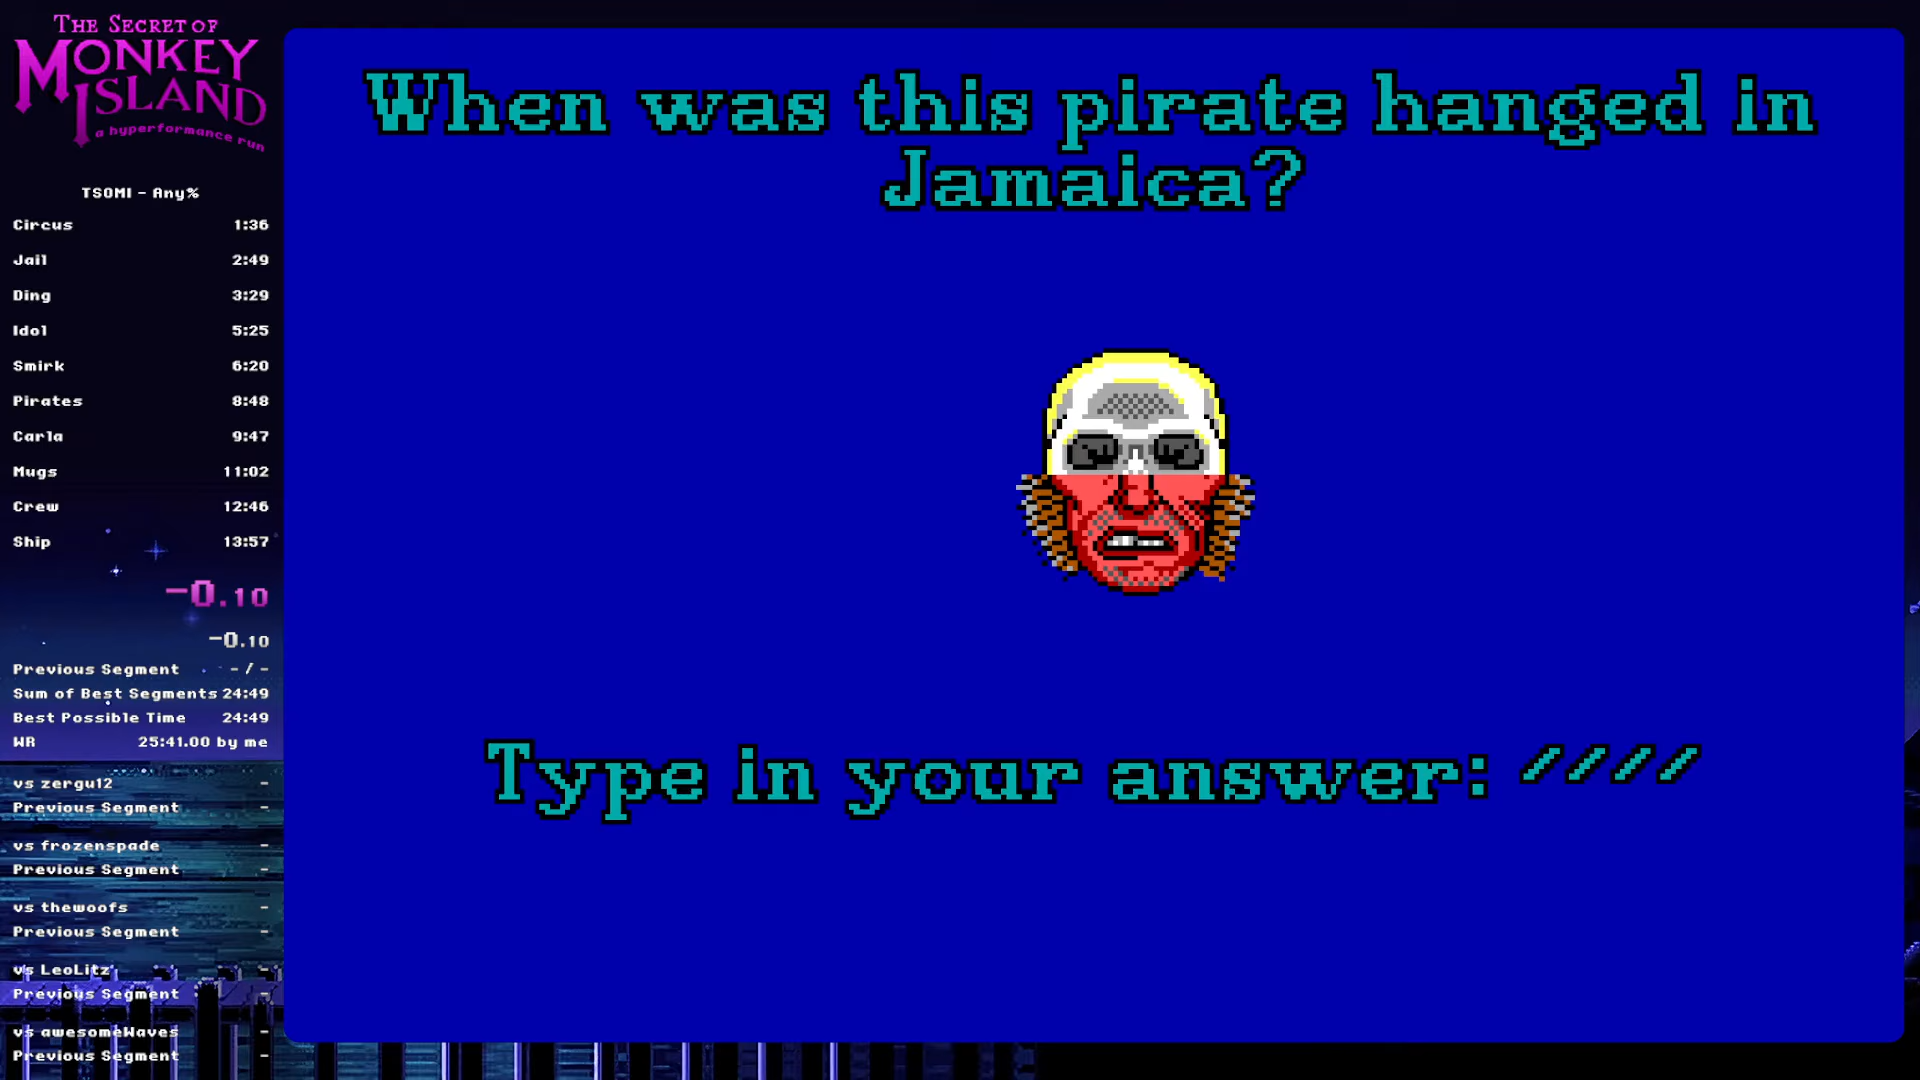 THE SECRET OF
MONKEY
ISLAND
a hyperformance run
TSOMI - Any%
Circus 1:36
Jail 2:49
Ding 3:29
Idol 5:25
Smirk 6:20
Pirates 8:48
Carla 9:47
Mugs 11:02
Crew 12:46
Ship 13:57
-0.10
-0.10
Previous Segment - / -
Sum of Best Segments 24:49
Best Possible Time 24:49
WR 25:41.00 by me
vs zergu12 -
Previous Segment -
vs frozenspade -
Previous Segment -
vs thewoofs -
Previous Segment -
vs LeoLitz -
Previous Segment -
vs awesomeWaves -
Previous Segment -
When was this pirate hanged in
Jamaica?
Type in your answer: ////